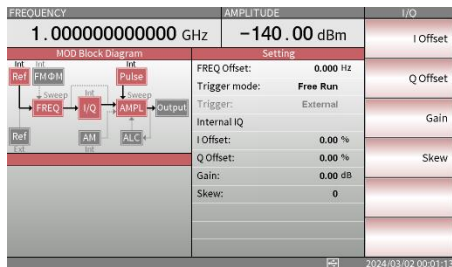 FREQUENCY
AMPLITUDE
I/Q
1.000000000000 GHz
-140.00 dBm
I Offset
MOD Block Diagram
Setting
Int
Int
Int
Ref
FMΦM
Pulse
Sweep
Int
Sweep
FREQ
I/Q
AMPL
Output
Ref
AM
ALC
Ext
Int
FREQ Offset: 0.000 Hz
Trigger mode: Free Run
Trigger: External
Internal IQ
I Offset: 0.00 %
Q Offset: 0.00 %
Gain: 0.00 dB
Skew: 0
Q Offset
Gain
Skew
2024/03/02 00:01:13